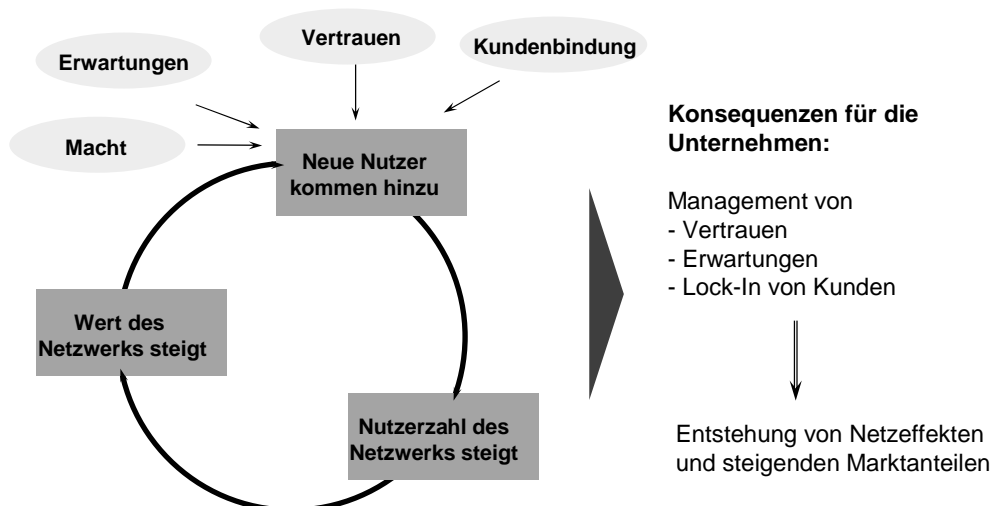 Vertrauen
Kundenbindung
Erwartungen
Macht
Neue Nutzer
kommen hinzu
Wert des
Netzwerks steigt
Nutzerzahl des
Netzwerks steigt
Konsequenzen für die
Unternehmen:
Management von
- Vertrauen
- Erwartungen
- Lock-In von Kunden
Entstehung von Netzeffekten
und steigenden Marktanteilen